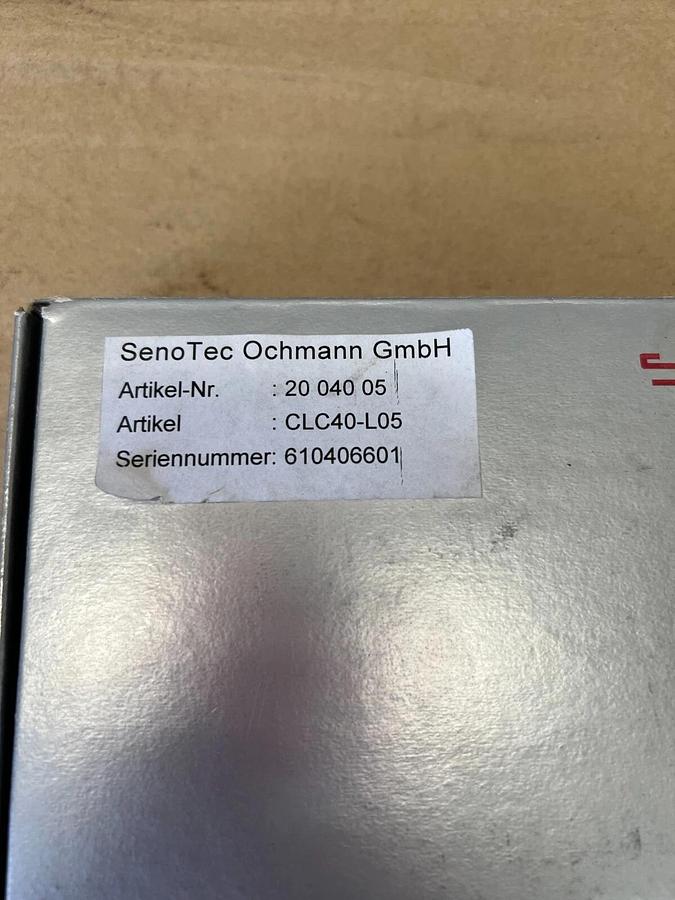 SenoTec Ochmann GmbH
Artikel-Nr. : 20 040 05
Artikel : CLC40-L05
Seriennummer: 610406601